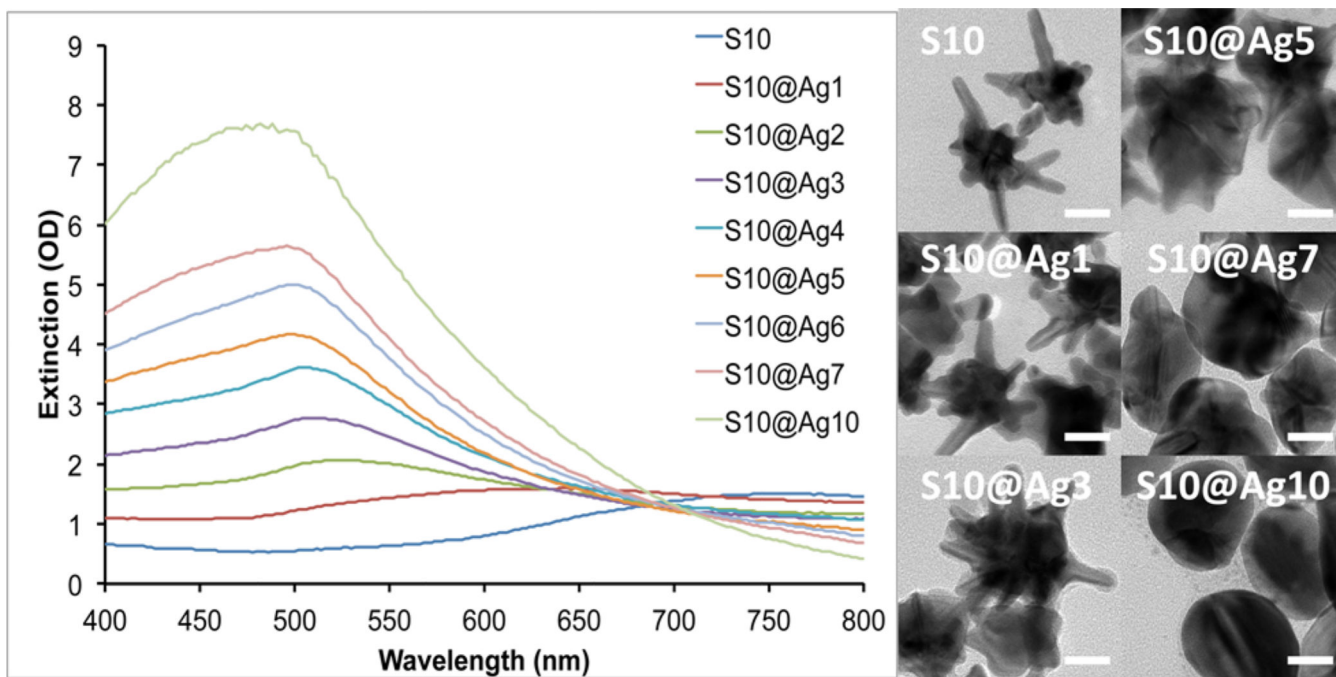 9
8
7
6
5
4
3
2
1
0
Extinction (OD)
400 450 500 550 600 650 700 750 800
Wavelength (nm)
S10
S10@Ag1
S10@Ag2
S10@Ag3
S10@Ag4
S10@Ag5
S10@Ag6
S10@Ag7
S10@Ag10
S10
S10@Ag5
S10@Ag1
S10@Ag7
S10@Ag3
S10@Ag10